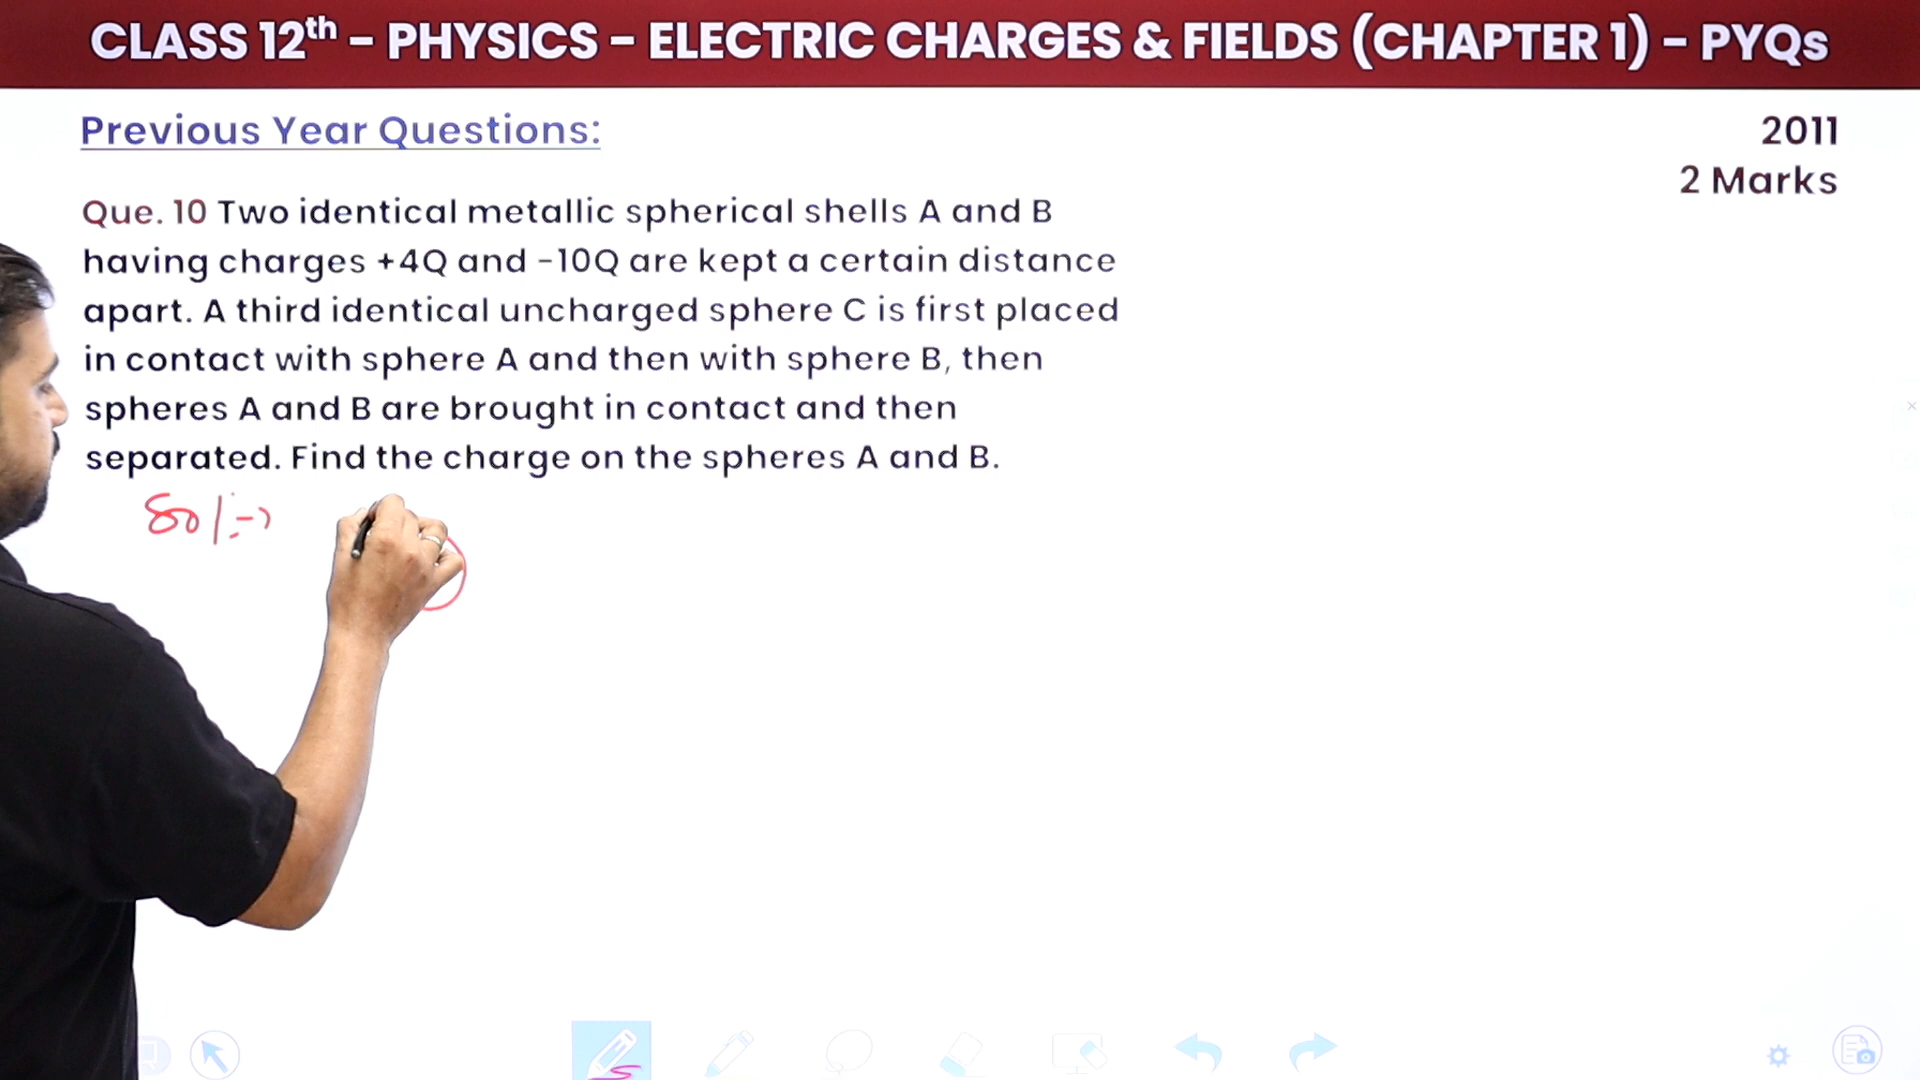 CLASS 12th - PHYSICS - ELECTRIC CHARGES & FIELDS (CHAPTER 1) - PYQs
Previous Year Questions:
2011
2 Marks
Que. 10 Two identical metallic spherical shells A and B
having charges +4Q and -10Q are kept a certain distance
apart. A third identical uncharged sphere C is first placed
in contact with sphere A and then with sphere B, then
spheres A and B are brought in contact and then
separated. Find the charge on the spheres A and B.
Sol:→